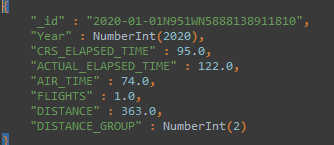 {
"_id" : "2020-01-01N951WN5888138911810",
"Year" : NumberInt(2020),
"CRS_ELAPSED_TIME" : 95.0,
"ACTUAL_ELAPSED_TIME" : 122.0,
"AIR_TIME" : 74.0,
"FLIGHTS" : 1.0,
"DISTANCE" : 363.0,
"DISTANCE_GROUP" : NumberInt(2)
}